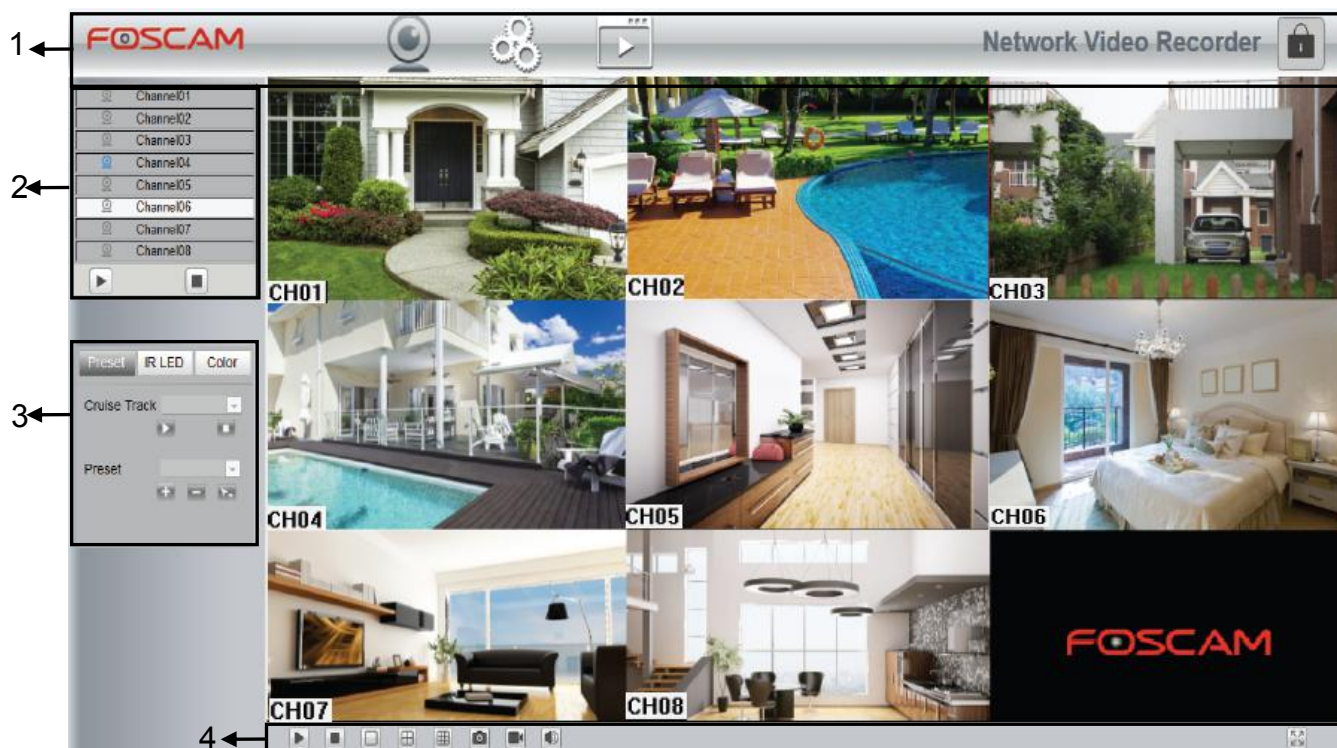 1
FOSCAM
Network Video Recorder
2
Channel01
Channel02
Channel03
Channel04
Channel05
Channel06
Channel07
Channel08
CH01
CH02
CH03
3
Preset
IR LED
Color
Cruise Track
Preset
CH04
CH05
CH06
CH07
CH08
FOSCAM
4